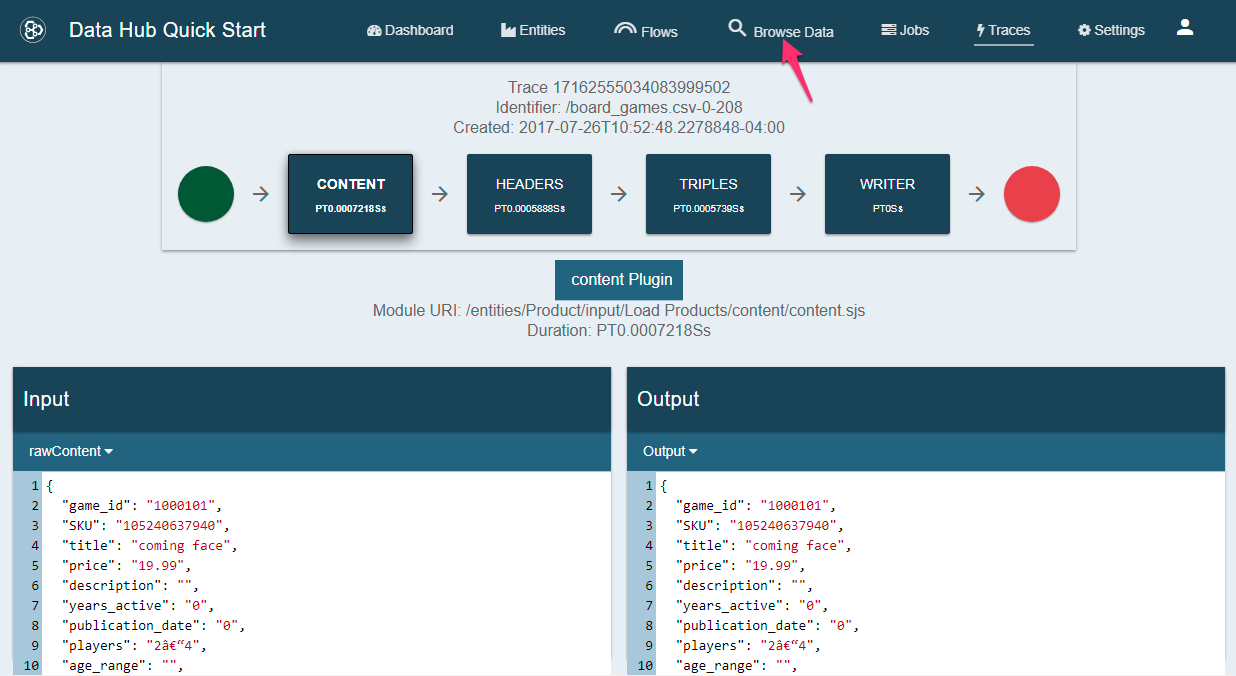 Data Hub Quick Start
Dashboard Entities Flows Browse Data Jobs Traces Settings
Trace 17162555034083999502
Identifier: /board_games.csv-0-208
Created: 2017-07-26T10:52:48.2278848-04:00
CONTENT HEADERS TRIPLES WRITER
PT0.0007218Ss PT0.0005888Ss PT0.0005739Ss PT0Ss
content Plugin
Module URI: /entities/Product/input/Load Products/content/content.sjs
Duration: PT0.0007218Ss
Input
rawContent
1 {
2 "game_id": "1000101",
3 "SKU": "105240637940",
4 "title": "coming face",
5 "price": "19.99",
6 "description": "",
7 "years_active": "0",
8 "publication_date": "0",
9 "players": "2â€“4",
10 "age_range": "",
Output
Output
1 {
2 "game_id": "1000101",
3 "SKU": "105240637940",
4 "title": "coming face",
5 "price": "19.99",
6 "description": "",
7 "years_active": "0",
8 "publication_date": "0",
9 "players": "2â€“4",
10 "age_range": "",